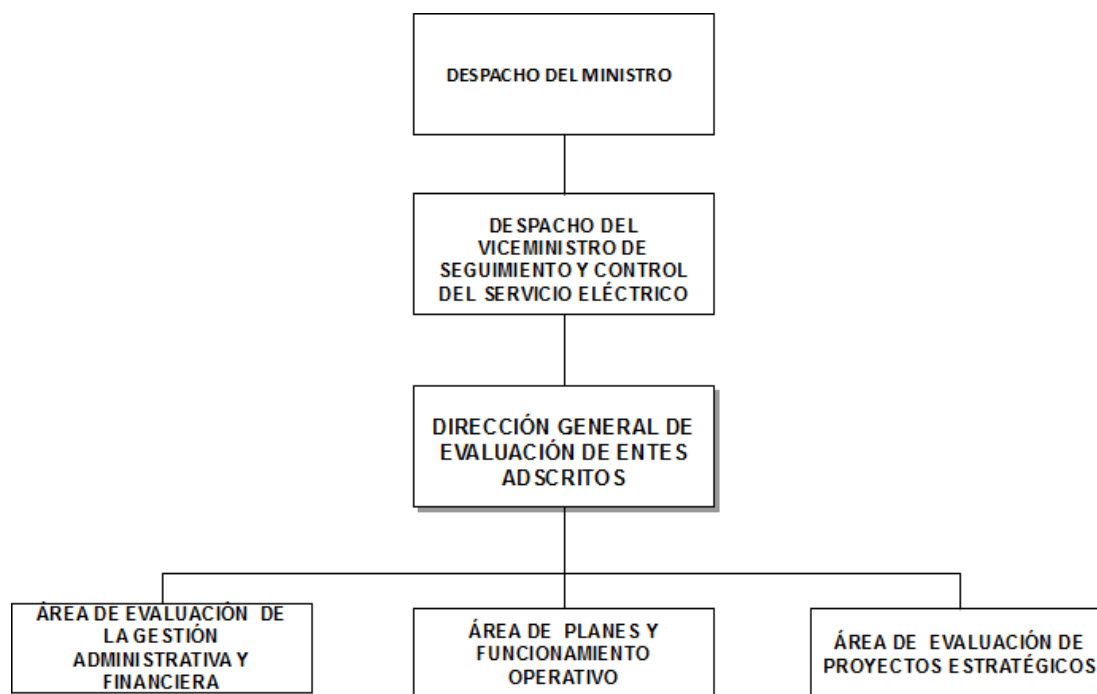 DESPACHO DEL MINISTRO
DESPACHO DEL
VICEMINISTRO DE
SEGUIMIENTO Y CONTROL
DEL SERVICIO ELÉCTRICO
DIRECCIÓN GENERAL DE
EVALUACIÓN DE ENTES
ADSCRITOS
ÁREA DE EVALUACIÓN DE
LA GESTIÓN
ADMINISTRATIVA Y
FINANCIERA
ÁREA DE PLANES Y
FUNCIONAMIENTO
OPERATIVO
ÁREA DE EVALUACIÓN DE
PROYECTOS ESTRATÉGICOS